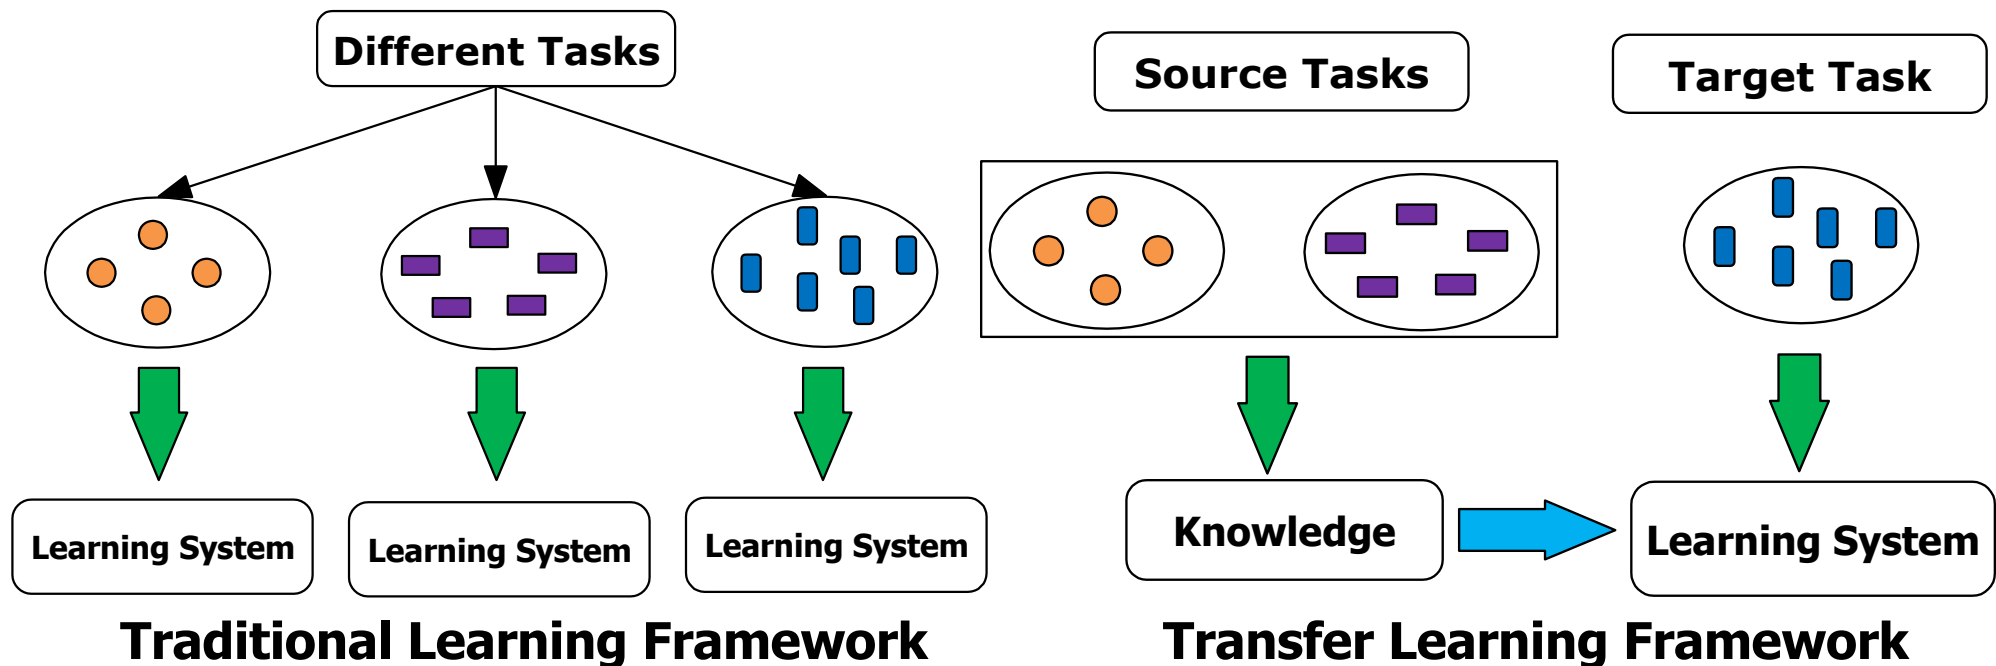 Different Tasks
Learning System
Learning System
Learning System
Traditional Learning Framework
Source Tasks
Target Task
Knowledge
Learning System
Transfer Learning Framework